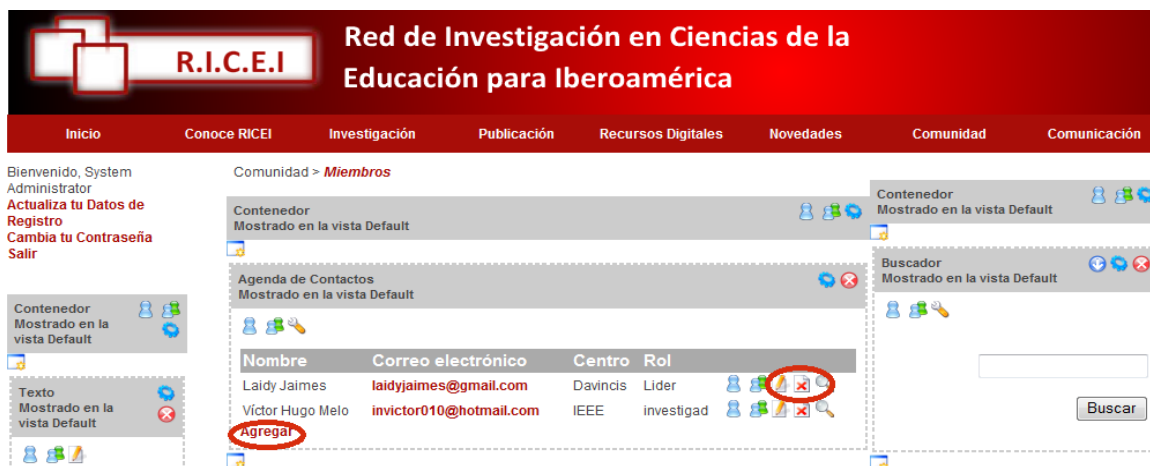 R.I.C.E.I
Red de Investigación en Ciencias de la
Educación para Iberoamérica
Inicio Conoce RICEI Investigación Publicación Recursos Digitales Novedades Comunidad Comunicación
Bienvenido, System
Administrator
Actualiza tu Datos de
Registro
Cambia tu Contraseña
Salir
Contenedor
Mostrado en la
vista Default
Texto
Mostrado en la
vista Default
Comunidad > Miembros
Contenedor
Mostrado en la vista Default
Agenda de Contactos
Mostrado en la vista Default
Nombre Correo electrónico Centro Rol
Laidy Jaimes laidyjaimes@gmail.com Davincis Lider
Víctor Hugo Melo invictor010@hotmail.com IEEE investigad
Agregar
Contenedor
Mostrado en la vista Default
Buscador
Mostrado en la vista Default
Buscar